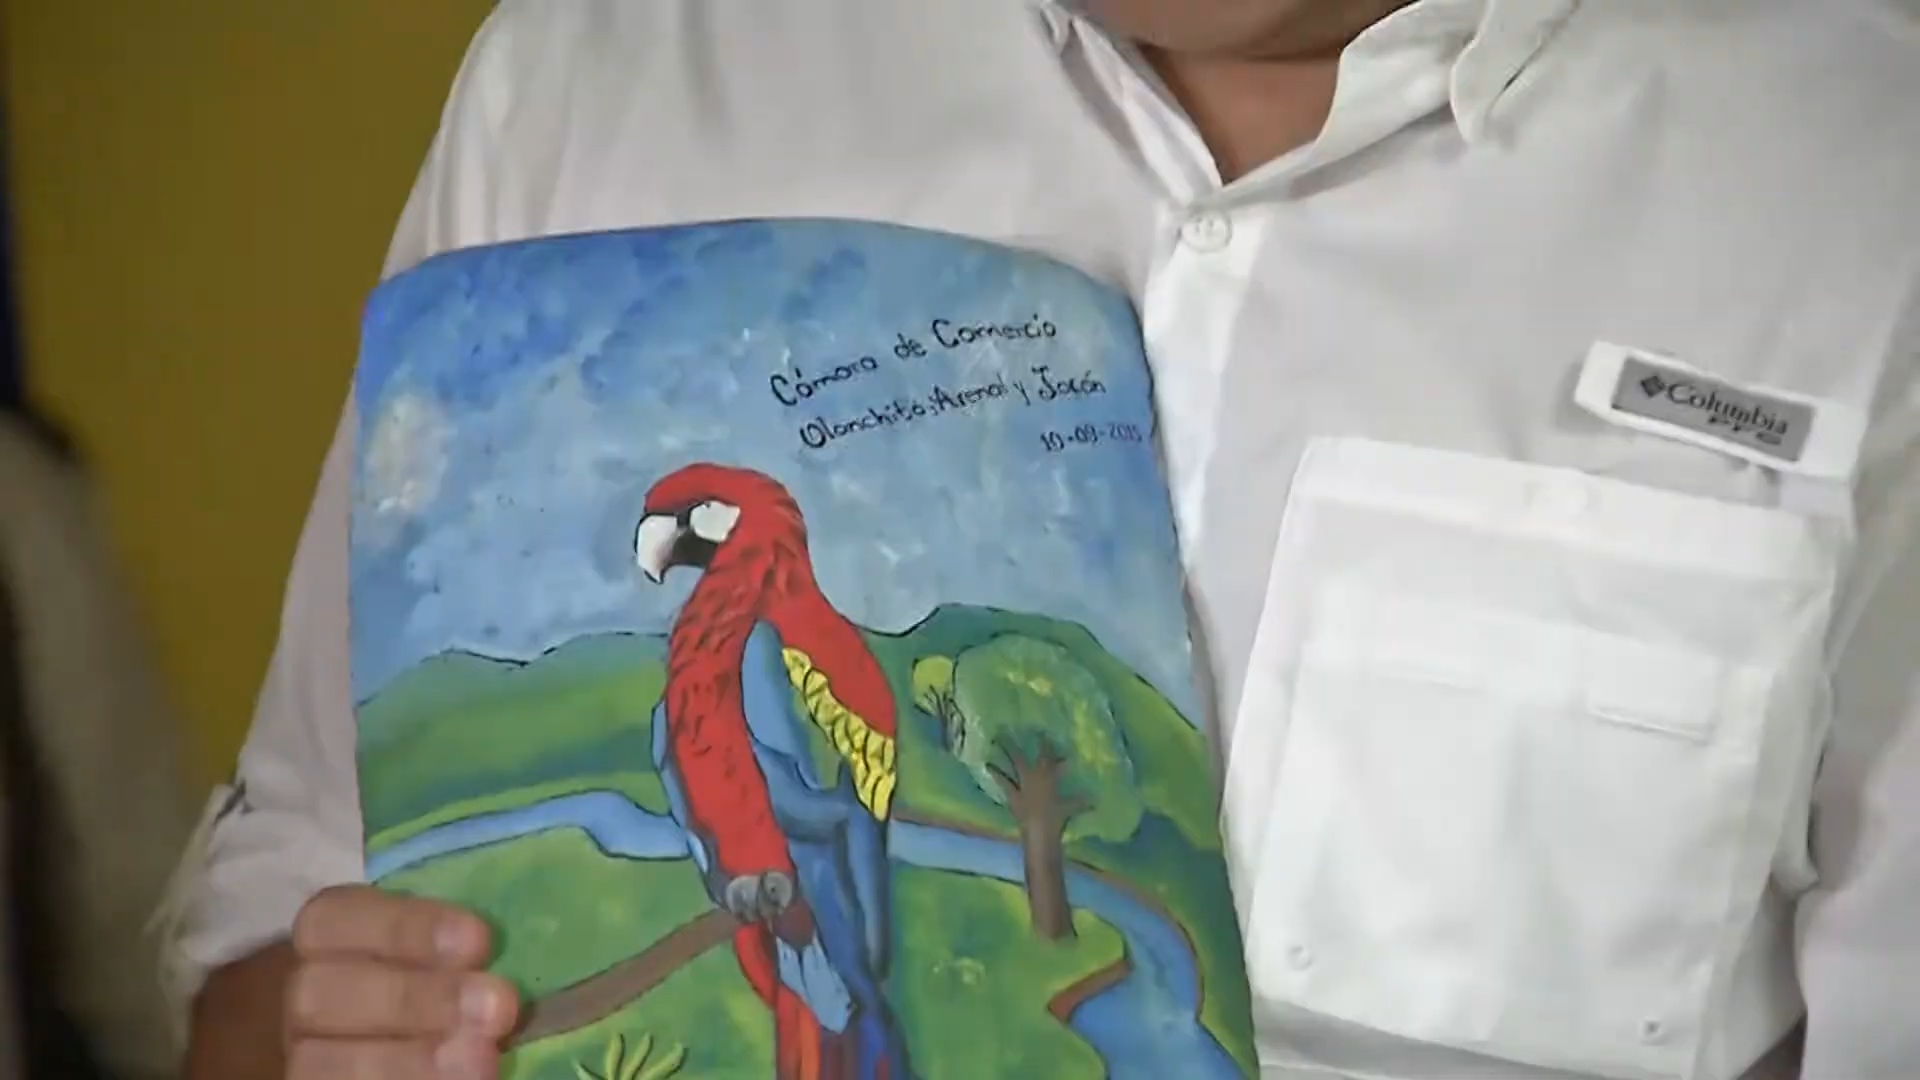 Cámara de Comercio
Olanchito, Arenal y Jocón
10-09-2015
Columbia